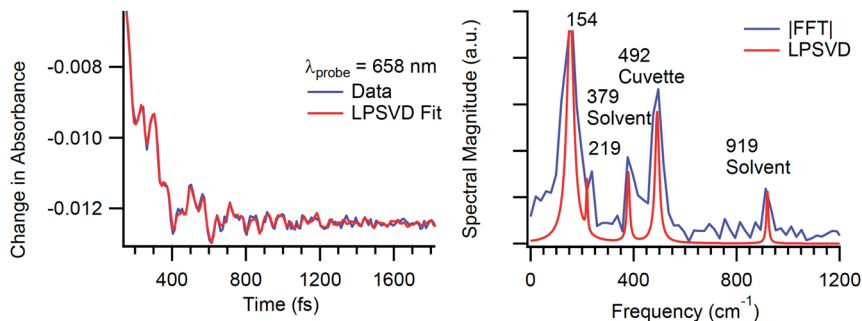 Change in Absorbance
-0.008
-0.010
-0.012
λprobe = 658 nm
Data
LPSVD Fit
400
800
1200
1600
Time (fs)
Spectral Magnitude (a.u.)
154
492
Cuvette
379
Solvent
219
919
Solvent
|FFT|
LPSVD
0
400
800
1200
Frequency (cm⁻¹)